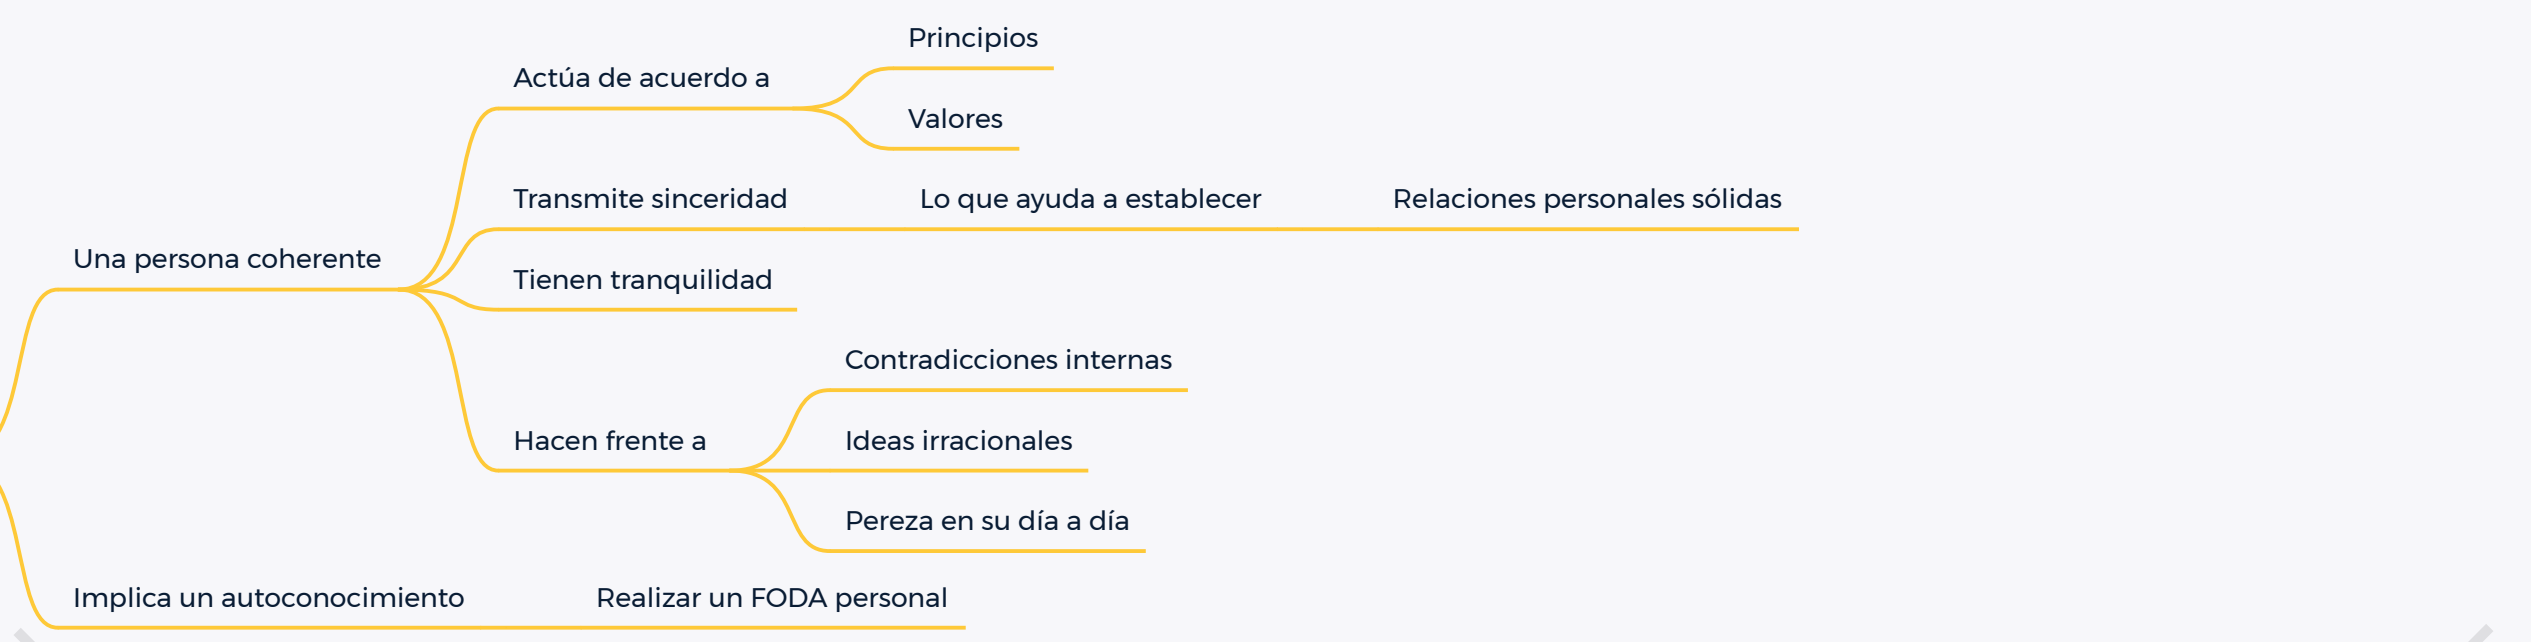 Principios
Actúa de acuerdo a
Valores
Transmite sinceridad
Lo que ayuda a establecer
Relaciones personales sólidas
Una persona coherente
Tienen tranquilidad
Contradicciones internas
Hacen frente a
Ideas irracionales
Pereza en su día a día
Implica un autoconocimiento
Realizar un FODA personal